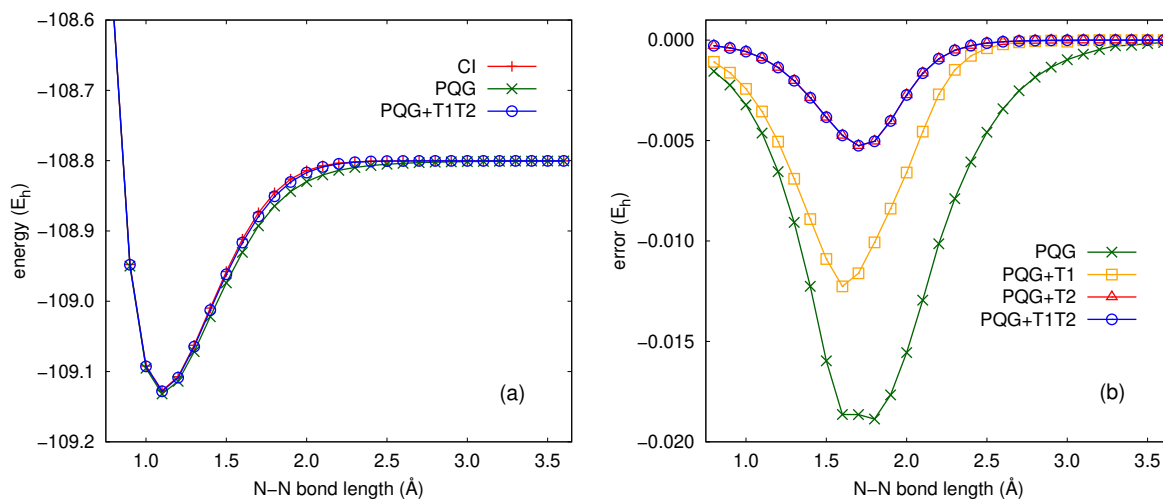 −108.6
−108.7
−108.8
−108.9
−109.0
−109.1
−109.2
energy (Eh)
CI
PQG
PQG+T1T2
(a)
1.0 1.5 2.0 2.5 3.0 3.5
N−N bond length (Å)
0.000
−0.005
−0.010
−0.015
−0.020
error (Eh)
PQG
PQG+T1
PQG+T2
PQG+T1T2
(b)
1.0 1.5 2.0 2.5 3.0 3.5
N−N bond length (Å)